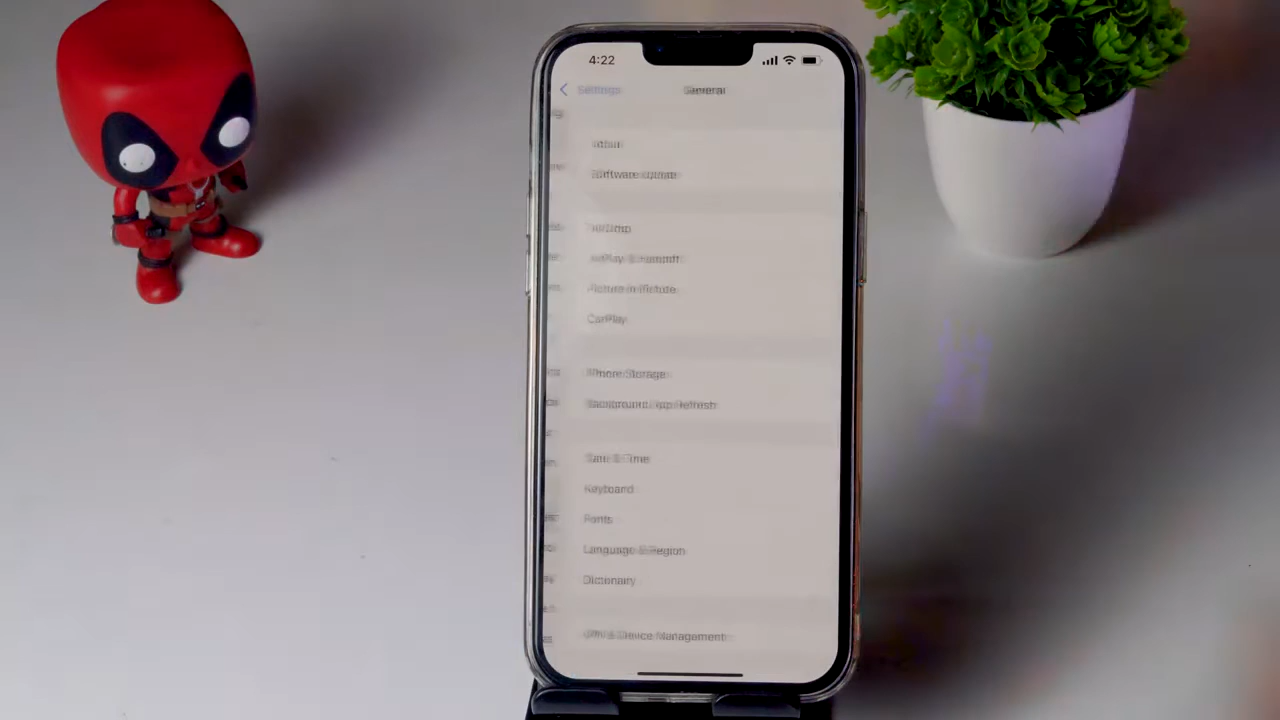 4:22
Settings General
About
Software Update
AirDrop
AirPlay & Handoff
Picture in Picture
CarPlay
iPhone Storage
Background App Refresh
Date & Time
Keyboard
Fonts
Language & Region
Dictionary
VPN & Device Management